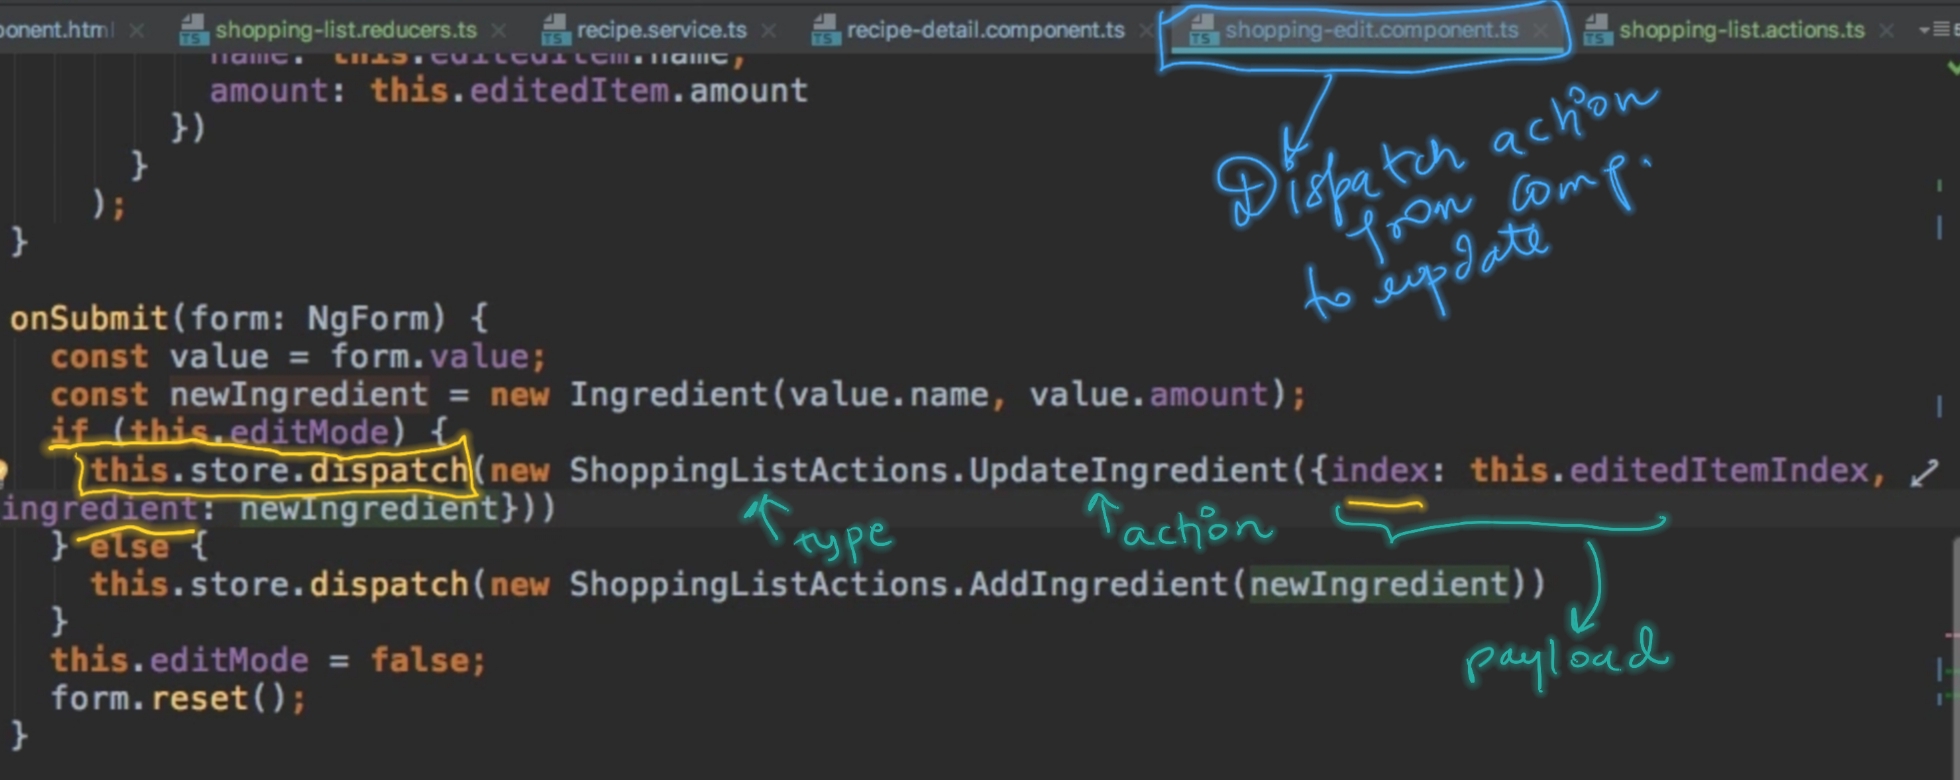 ponent.html shopping-list.reducers.ts recipe.service.ts recipe-detail.component.ts shopping-edit.component.ts shopping-list.actions.ts
name: this.editedItem.name,
amount: this.editedItem.amount
})
}
);
}
Dispatch action
from comp.
to update
onSubmit(form: NgForm) {
const value = form.value;
const newIngredient = new Ingredient(value.name, value.amount);
if (this.editMode) {
this.store.dispatch(new ShoppingListActions.UpdateIngredient({index: this.editedItemIndex,
ingredient: newIngredient}))
type action
} else {
this.store.dispatch(new ShoppingListActions.AddIngredient(newIngredient))
}
payload
this.editMode = false;
form.reset();
}